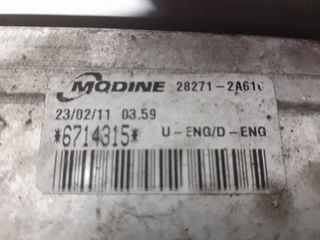 MODINE 28271-2A610
23/02/11 03.59
*6714315* U-ENG/D-ENG